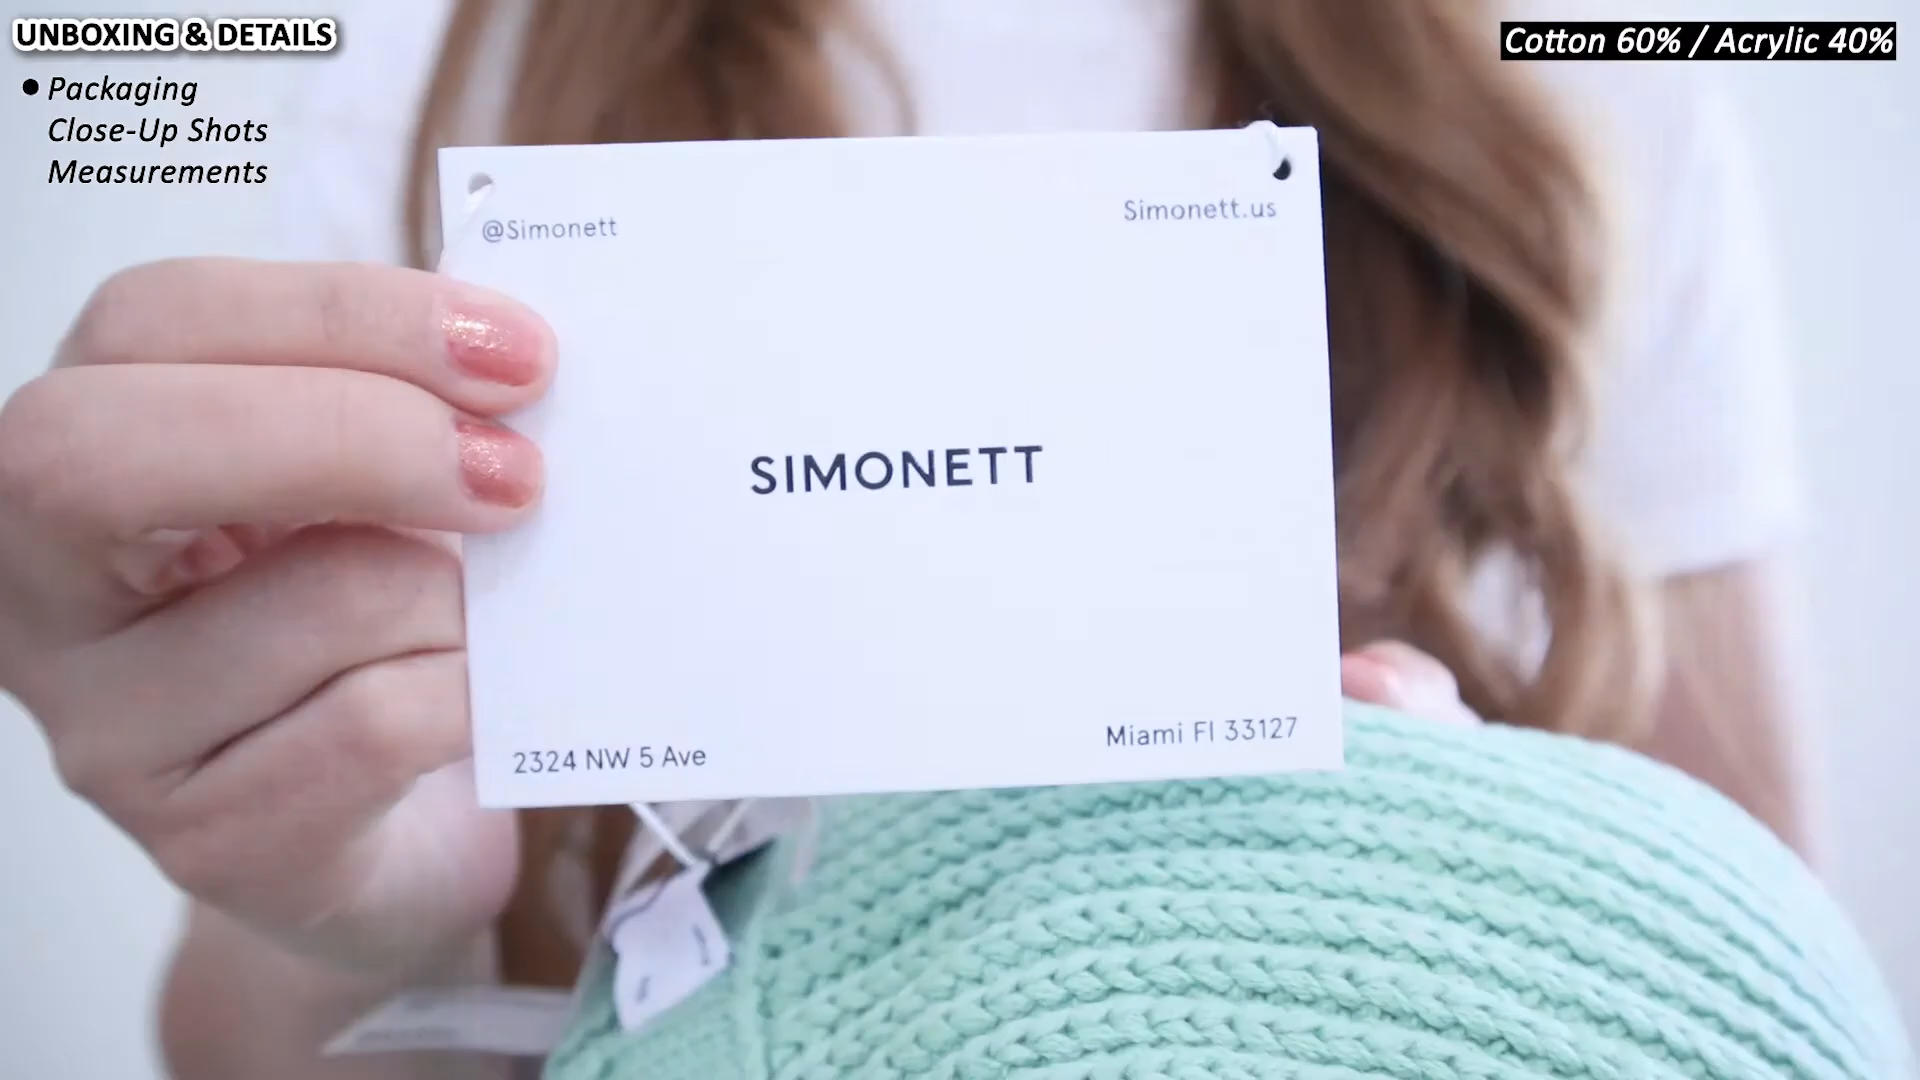 UNBOXING & DETAILS
Cotton 60% / Acrylic 40%
Packaging
Close-Up Shots
Measurements
@Simonett
Simonett.us
SIMONETT
2324 NW 5 Ave
Miami Fl 33127